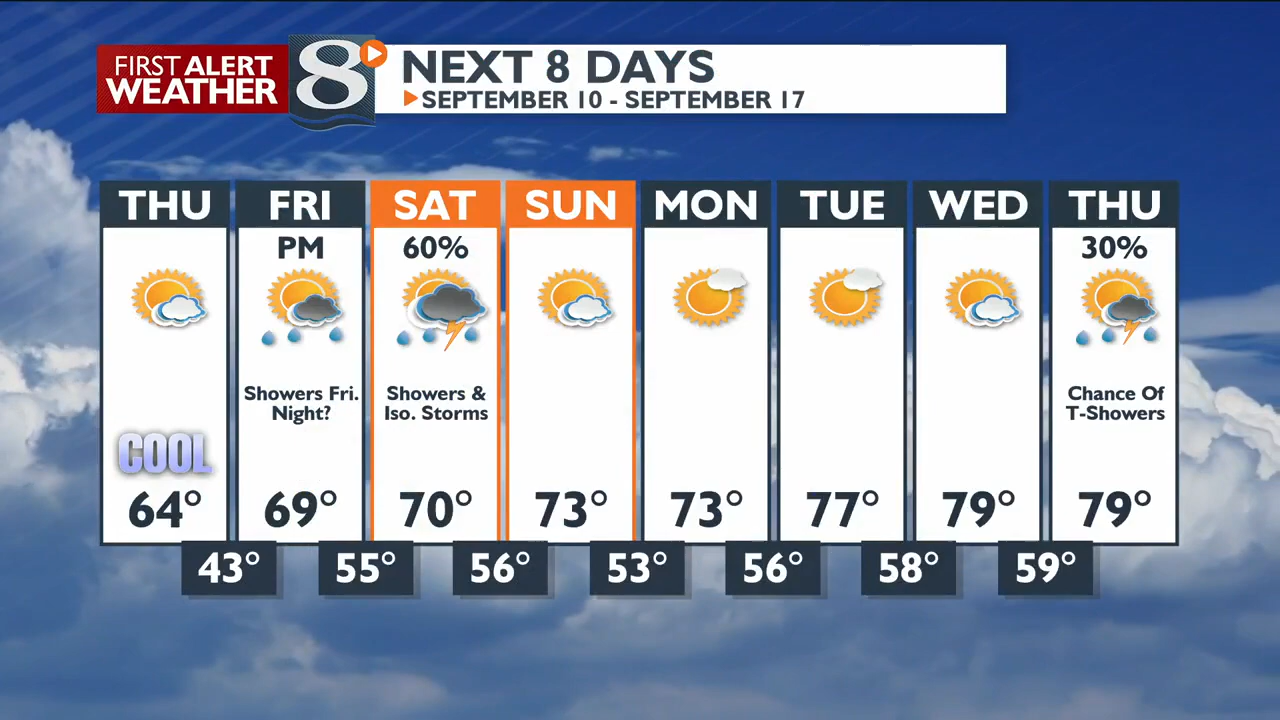 FIRST ALERT
WEATHER
8
NEXT 8 DAYS
SEPTEMBER 10 - SEPTEMBER 17
THU FRI SAT SUN MON TUE WED THU
PM 60% 30%
Showers Fri. Showers & Chance Of
Night? Iso. Storms T-Showers
COOL
64° 69° 70° 73° 73° 77° 79° 79°
43° 55° 56° 53° 56° 58° 59°